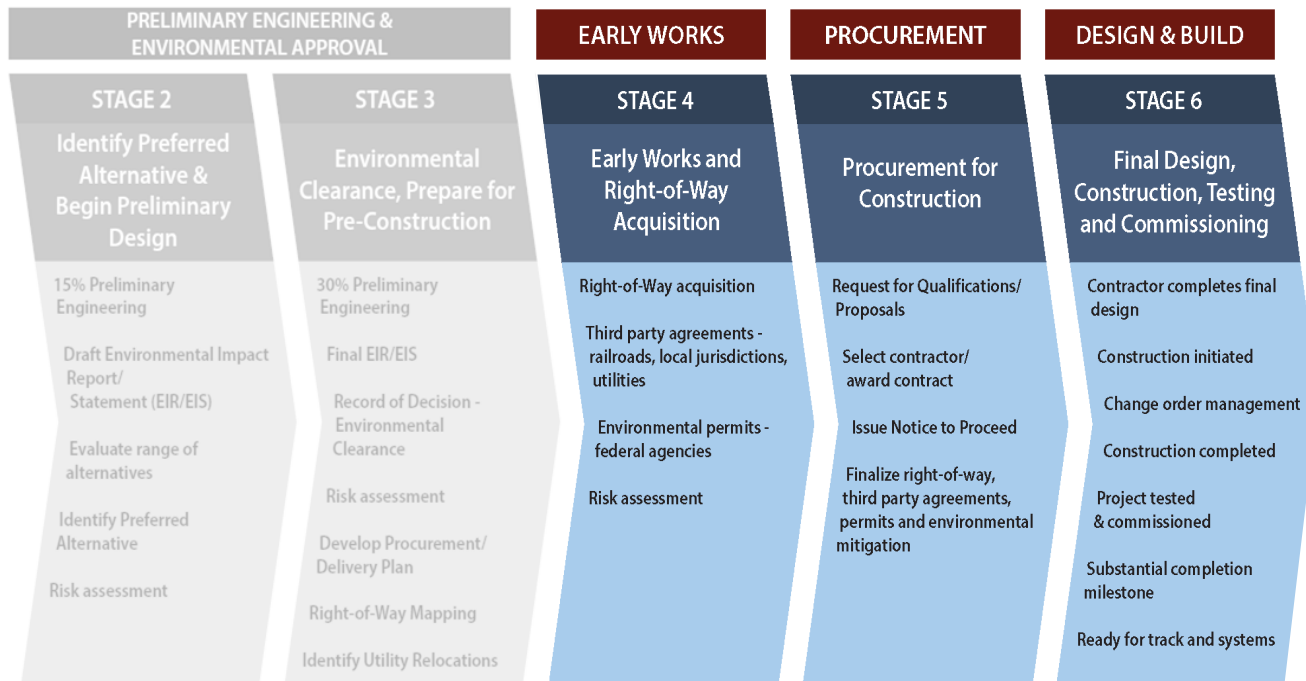 PRELIMINARY ENGINEERING &
ENVIRONMENTAL APPROVAL
EARLY WORKS
PROCUREMENT
DESIGN & BUILD
STAGE 2
Identify Preferred
Alternative &
Begin Preliminary
Design
15% Preliminary
Engineering
Draft Environmental Impact
Report/
Statement (EIR/EIS)
Evaluate range of
alternatives
Identify Preferred
Alternative
Risk assessment
STAGE 3
Environmental
Clearance, Prepare for
Pre-Construction
30% Preliminary
Engineering
Final EIR/EIS
Record of Decision -
Environmental
Clearance
Risk assessment
Develop Procurement/
Delivery Plan
Right-of-Way Mapping
Identify Utility Relocations
STAGE 4
Early Works and
Right-of-Way
Acquisition
Right-of-Way acquisition
Third party agreements -
railroads, local jurisdictions,
utilities
Environmental permits -
federal agencies
Risk assessment
STAGE 5
Procurement for
Construction
Request for Qualifications/
Proposals
Select contractor/
award contract
Issue Notice to Proceed
Finalize right-of-way,
third party agreements,
permits and environmental
mitigation
STAGE 6
Final Design,
Construction, Testing
and Commissioning
Contractor completes final
design
Construction initiated
Change order management
Construction completed
Project tested
& commissioned
Substantial completion
milestone
Ready for track and systems